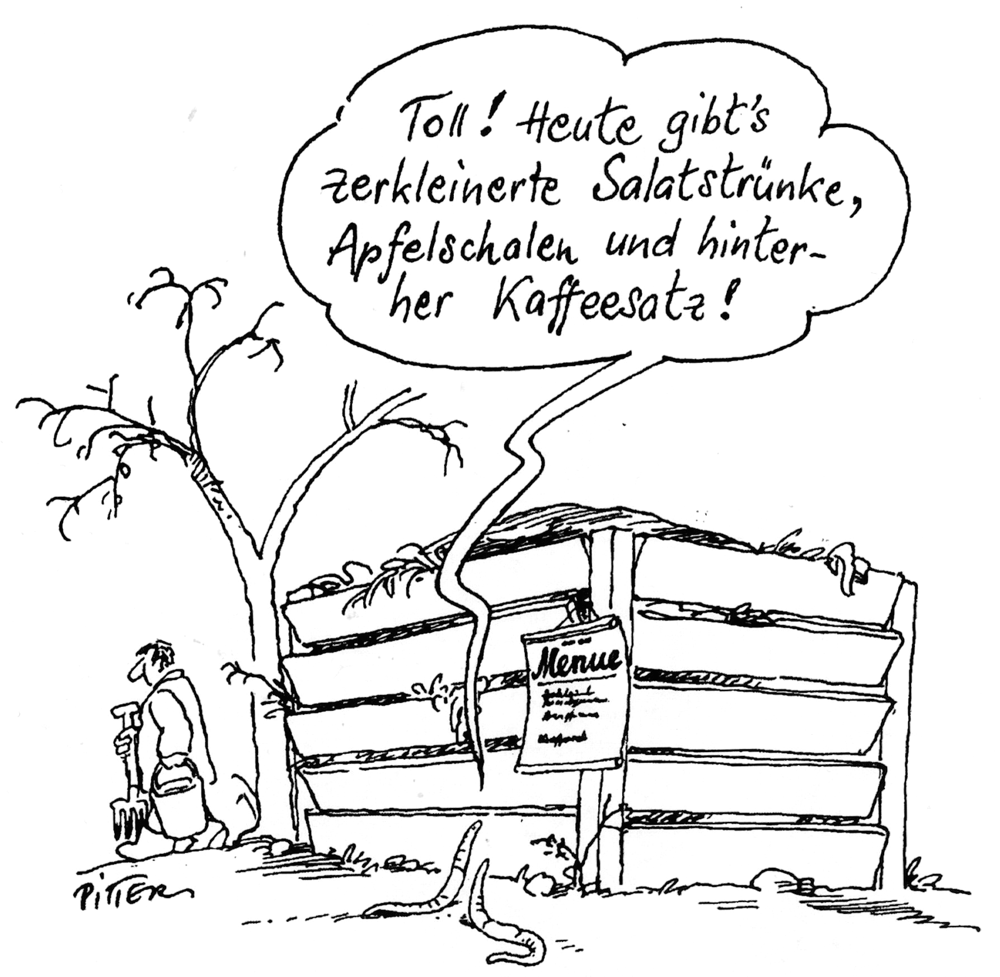 Toll! Heute gibt's
zerkleinerte Salatstrünke,
Apfelschalen und hinter-
her Kaffeesatz!
Menue
PiTTER